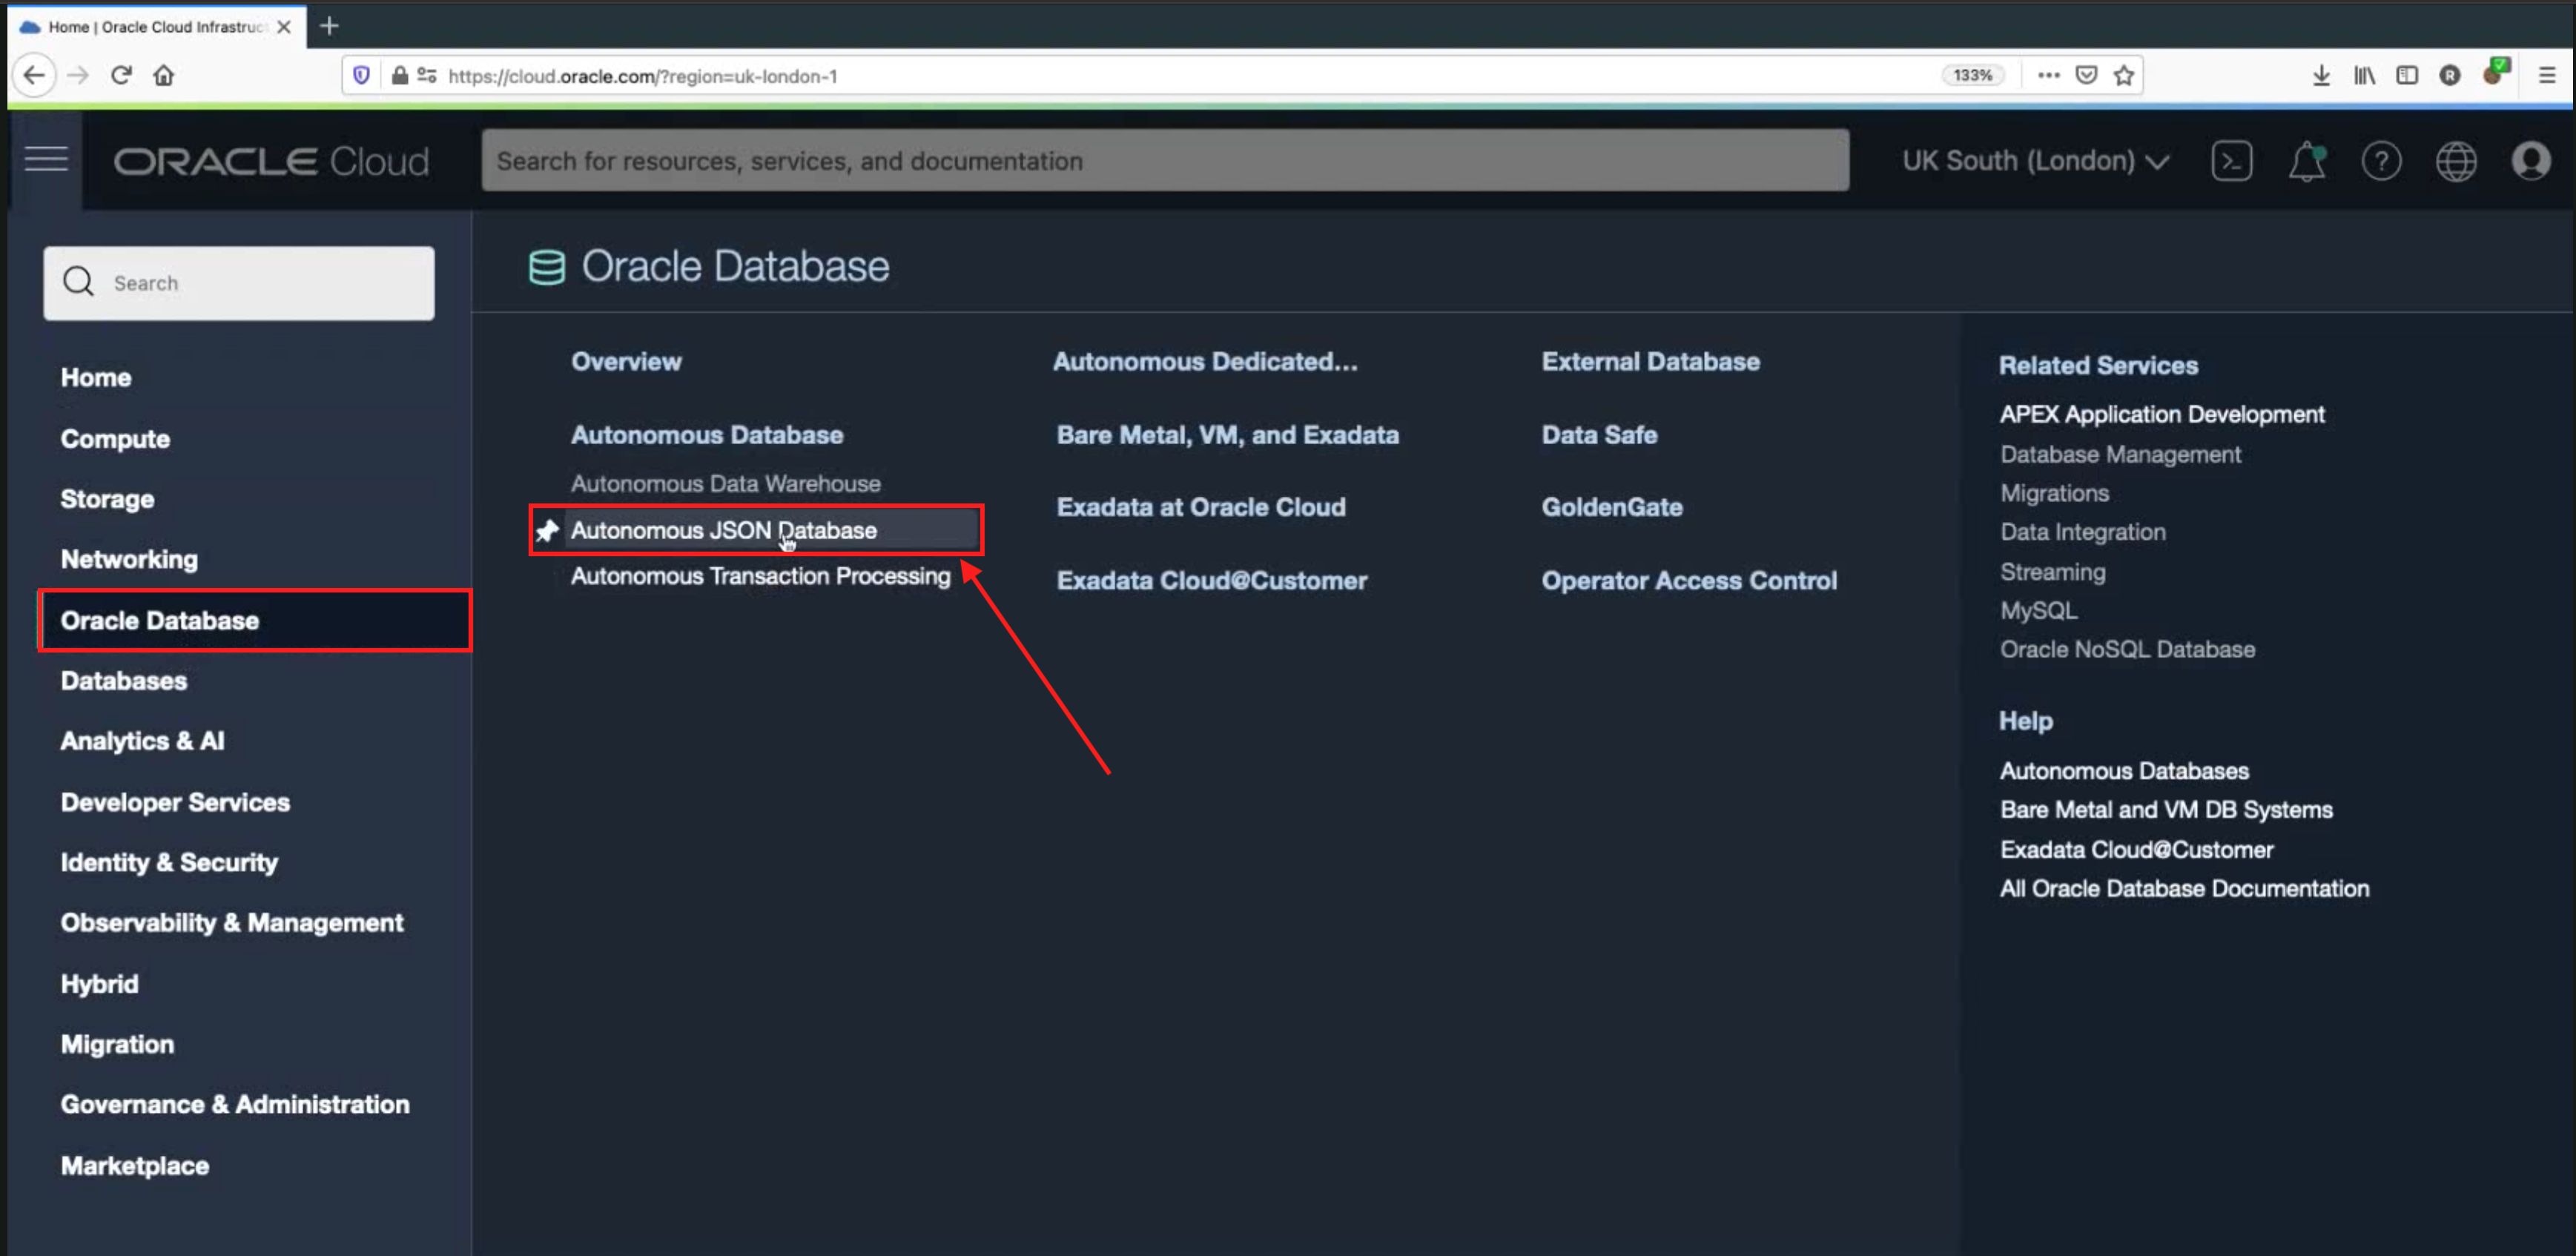 Home | Oracle Cloud Infrastruc
https://cloud.oracle.com/?region=uk-london-1
133%
R
ORACLE Cloud
Search for resources, services, and documentation
UK South (London)
Search
Home
Compute
Storage
Networking
Oracle Database
Databases
Analytics & AI
Developer Services
Identity & Security
Observability & Management
Hybrid
Migration
Governance & Administration
Marketplace
Oracle Database
Overview
Autonomous Database
Autonomous Data Warehouse
Autonomous JSON Database
Autonomous Transaction Processing
Autonomous Dedicated...
Bare Metal, VM, and Exadata
Exadata at Oracle Cloud
Exadata Cloud@Customer
External Database
Data Safe
GoldenGate
Operator Access Control
Related Services
APEX Application Development
Database Management
Migrations
Data Integration
Streaming
MySQL
Oracle NoSQL Database
Help
Autonomous Databases
Bare Metal and VM DB Systems
Exadata Cloud@Customer
All Oracle Database Documentation